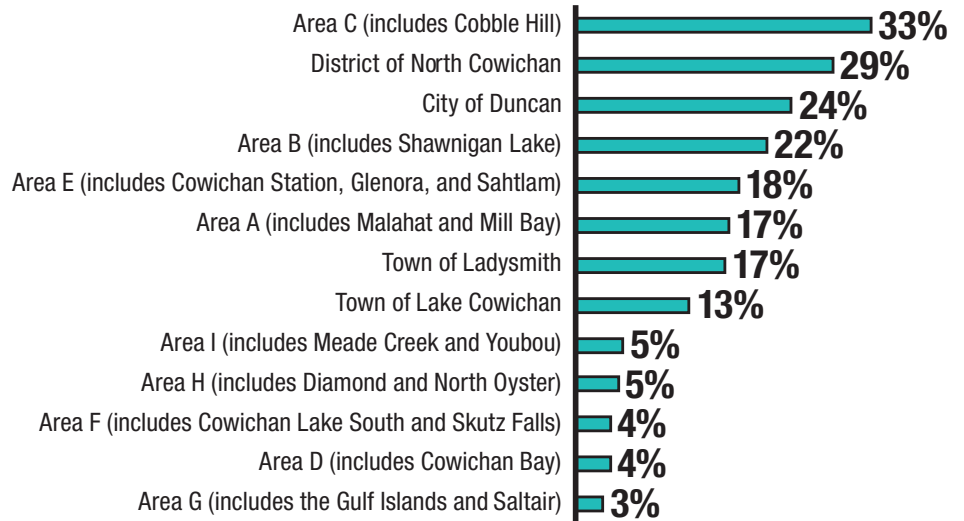 Area C (includes Cobble Hill) 33%
District of North Cowichan 29%
City of Duncan 24%
Area B (includes Shawnigan Lake) 22%
Area E (includes Cowichan Station, Glenora, and Sahtlam) 18%
Area A (includes Malahat and Mill Bay) 17%
Town of Ladysmith 17%
Town of Lake Cowichan 13%
Area I (includes Meade Creek and Youbou) 5%
Area H (includes Diamond and North Oyster) 5%
Area F (includes Cowichan Lake South and Skutz Falls) 4%
Area D (includes Cowichan Bay) 4%
Area G (includes the Gulf Islands and Saltair) 3%